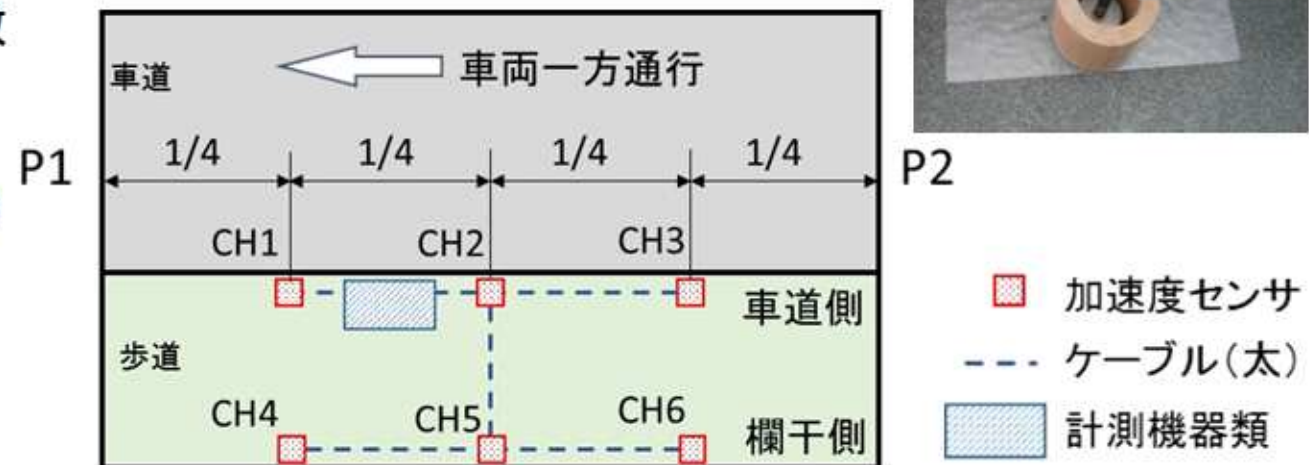 車両一方通行
車道
P1
1/4
1/4
1/4
1/4
P2
CH1
CH2
CH3
車道側
歩道
CH4
CH5
CH6
欄干側
加速度センサ
ケーブル(太)
計測機器類